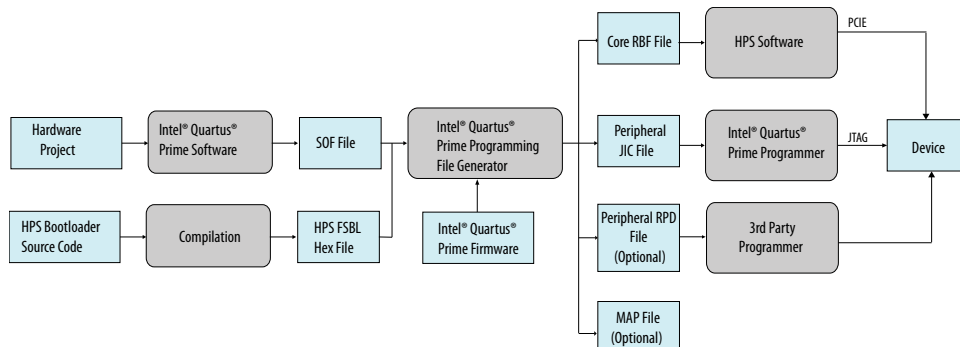 Hardware
Project
Intel® Quartus®
Prime Software
SOF File
Intel® Quartus®
Prime Programming
File Generator
HPS Bootloader
Source Code
Compilation
HPS FSBL
Hex File
Intel® Quartus®
Prime Firmware
Core RBF File
HPS Software
PCIE
Peripheral
JIC File
Intel® Quartus®
Prime Programmer
JTAG
Device
Peripheral RPD
File
(Optional)
3rd Party
Programmer
MAP File
(Optional)